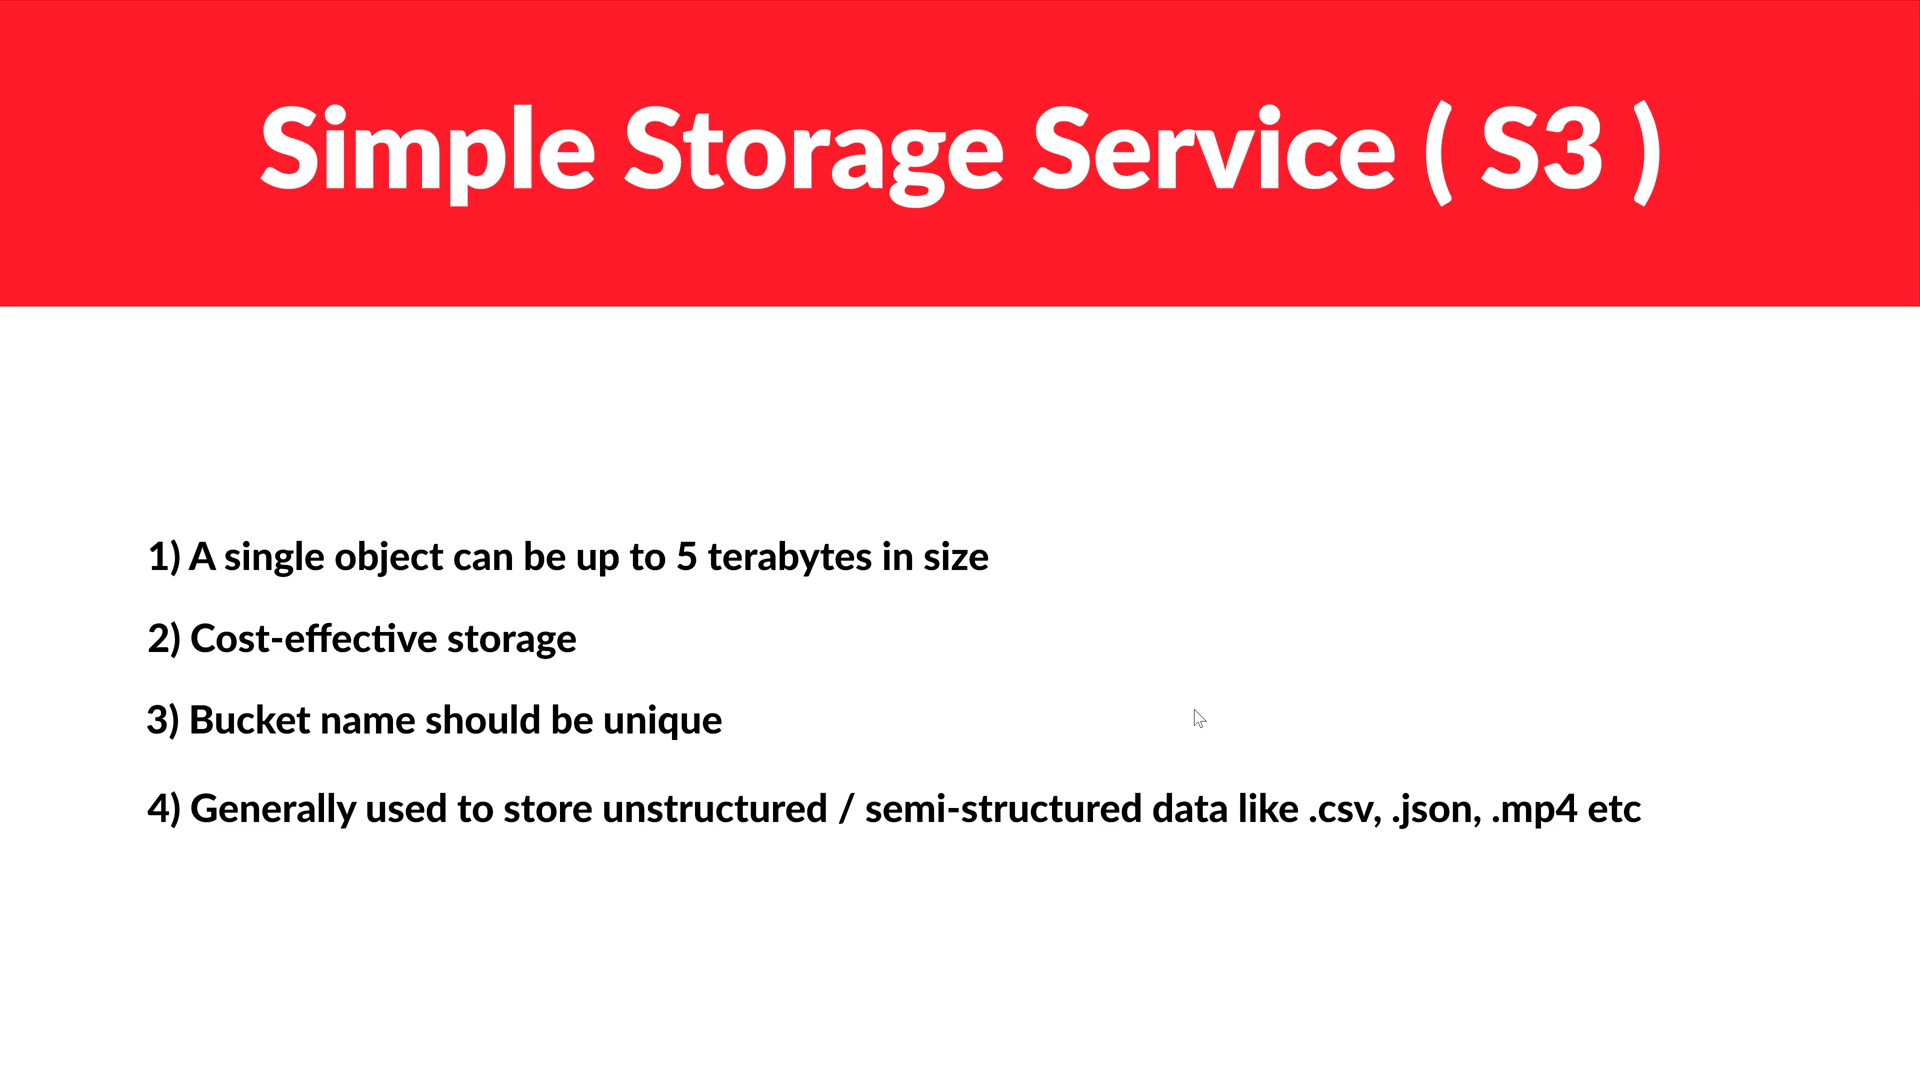 Simple Storage Service ( S3 )
1) A single object can be up to 5 terabytes in size
2) Cost-effective storage
3) Bucket name should be unique
4) Generally used to store unstructured / semi-structured data like .csv, .json, .mp4 etc